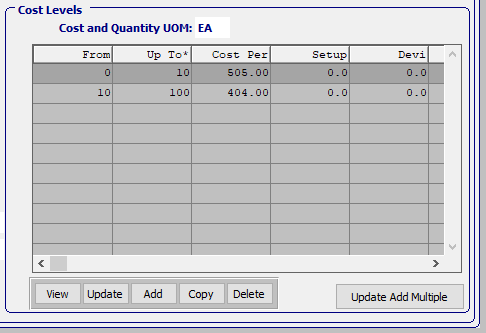 Cost Levels
Cost and Quantity UOM: EA
From Up To* Cost Per Setup Devi
0 10 505.00 0.0 0.0
10 100 404.00 0.0 0.0
View Update Add Copy Delete Update Add Multiple